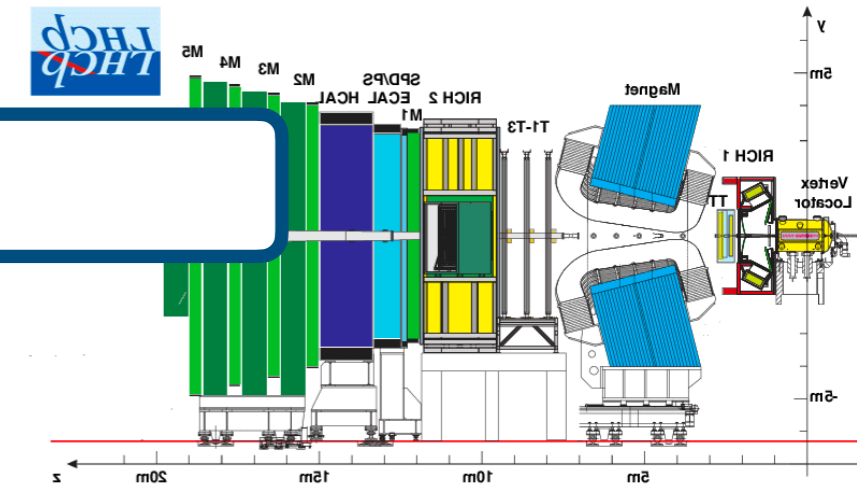 LHCb
LHCb
y
5m
Vertex
Locator
RICH 1
TT
Magnet
T1-T3
RICH 2
M1
SPD/PS
ECAL
HCAL
M2
M3
M4
M5
-5m
5m
10m
15m
20m
z